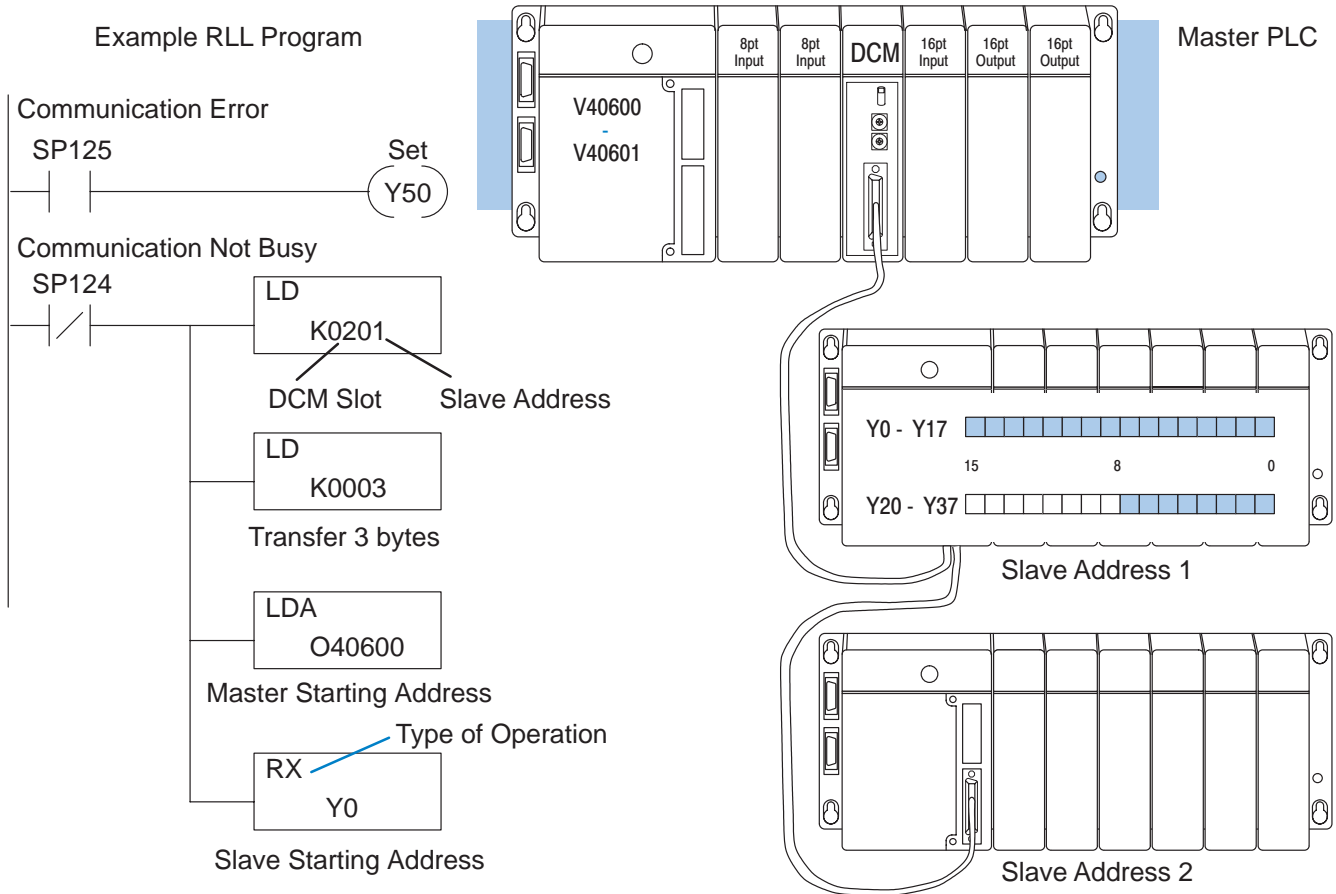 Example RLL Program
Communication Error
SP125
Set
Y50
Communication Not Busy
SP124
LD
K0201
DCM Slot
Slave Address
LD
K0003
Transfer 3 bytes
LDA
O40600
Master Starting Address
Type of Operation
RX
Y0
Slave Starting Address
Master PLC
8pt
Input
8pt
Input
DCM
16pt
Input
16pt
Output
16pt
Output
V40600
-
V40601
Y0 - Y17
15 8 0
Y20 - Y37
Slave Address 1
Slave Address 2